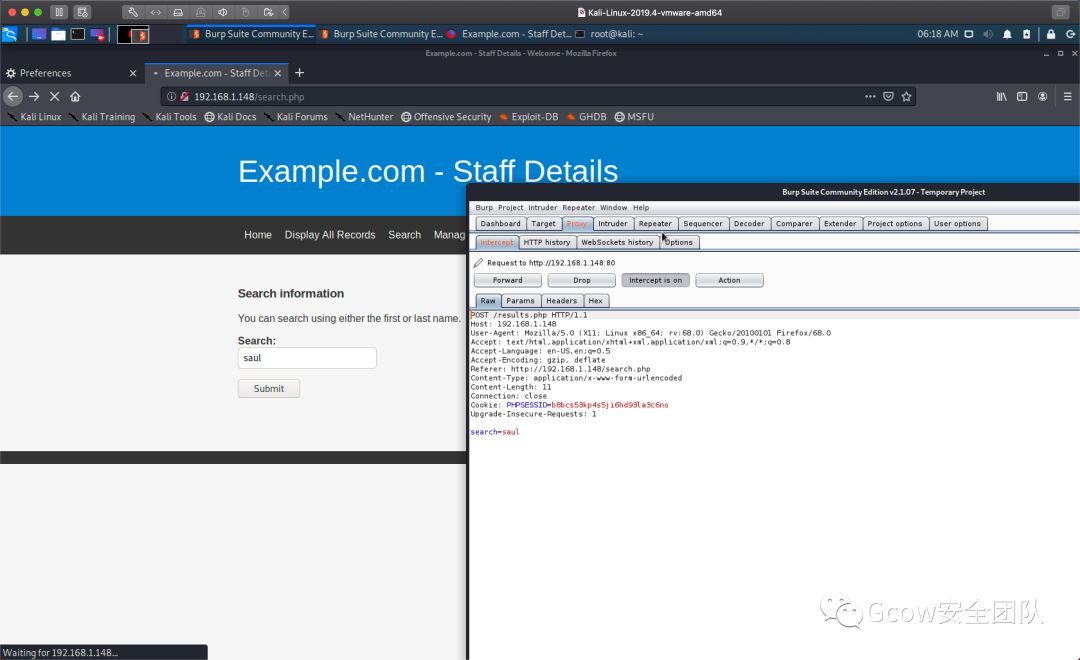 Kali-Linux-2019.4-vmware-amd64
Burp Suite Community E...
Burp Suite Community E...
Example.com - Staff Det...
root@kali: ~
06:18 AM
Example.com - Staff Details - Welcome - Mozilla Firefox
Preferences
Example.com - Staff Det
192.168.1.148/search.php
Kali Linux
Kali Training
Kali Tools
Kali Docs
Kali Forums
NetHunter
Offensive Security
Exploit-DB
GHDB
MSFU
Example.com - Staff Details
Home
Display All Records
Search
Manag
Search information
You can search using either the first or last name.
Search:
saul
Submit
Waiting for 192.168.1.148...
Burp Suite Community Edition v2.1.07 - Temporary Project
Burp Project Intruder Repeater Window Help
Dashboard Target Proxy Intruder Repeater Sequencer Decoder Comparer Extender Project options User options
Intercept HTTP history WebSockets history Options
Request to http://192.168.1.148:80
Forward Drop Intercept is on Action
Raw Params Headers Hex
POST /results.php HTTP/1.1
Host: 192.168.1.148
User-Agent: Mozilla/5.0 (X11; Linux x86_64; rv:68.0) Gecko/20100101 Firefox/68.0
Accept: text/html,application/xhtml+xml,application/xml;q=0.9,*/*;q=0.8
Accept-Language: en-US,en;q=0.5
Accept-Encoding: gzip, deflate
Referer: http://192.168.1.148/search.php
Content-Type: application/x-www-form-urlencoded
Content-Length: 11
Connection: close
Cookie: PHPSESSID=b8bcs53kp4s5ji6hd93la3c6no
Upgrade-Insecure-Requests: 1
search=saul
Gcow安全团队